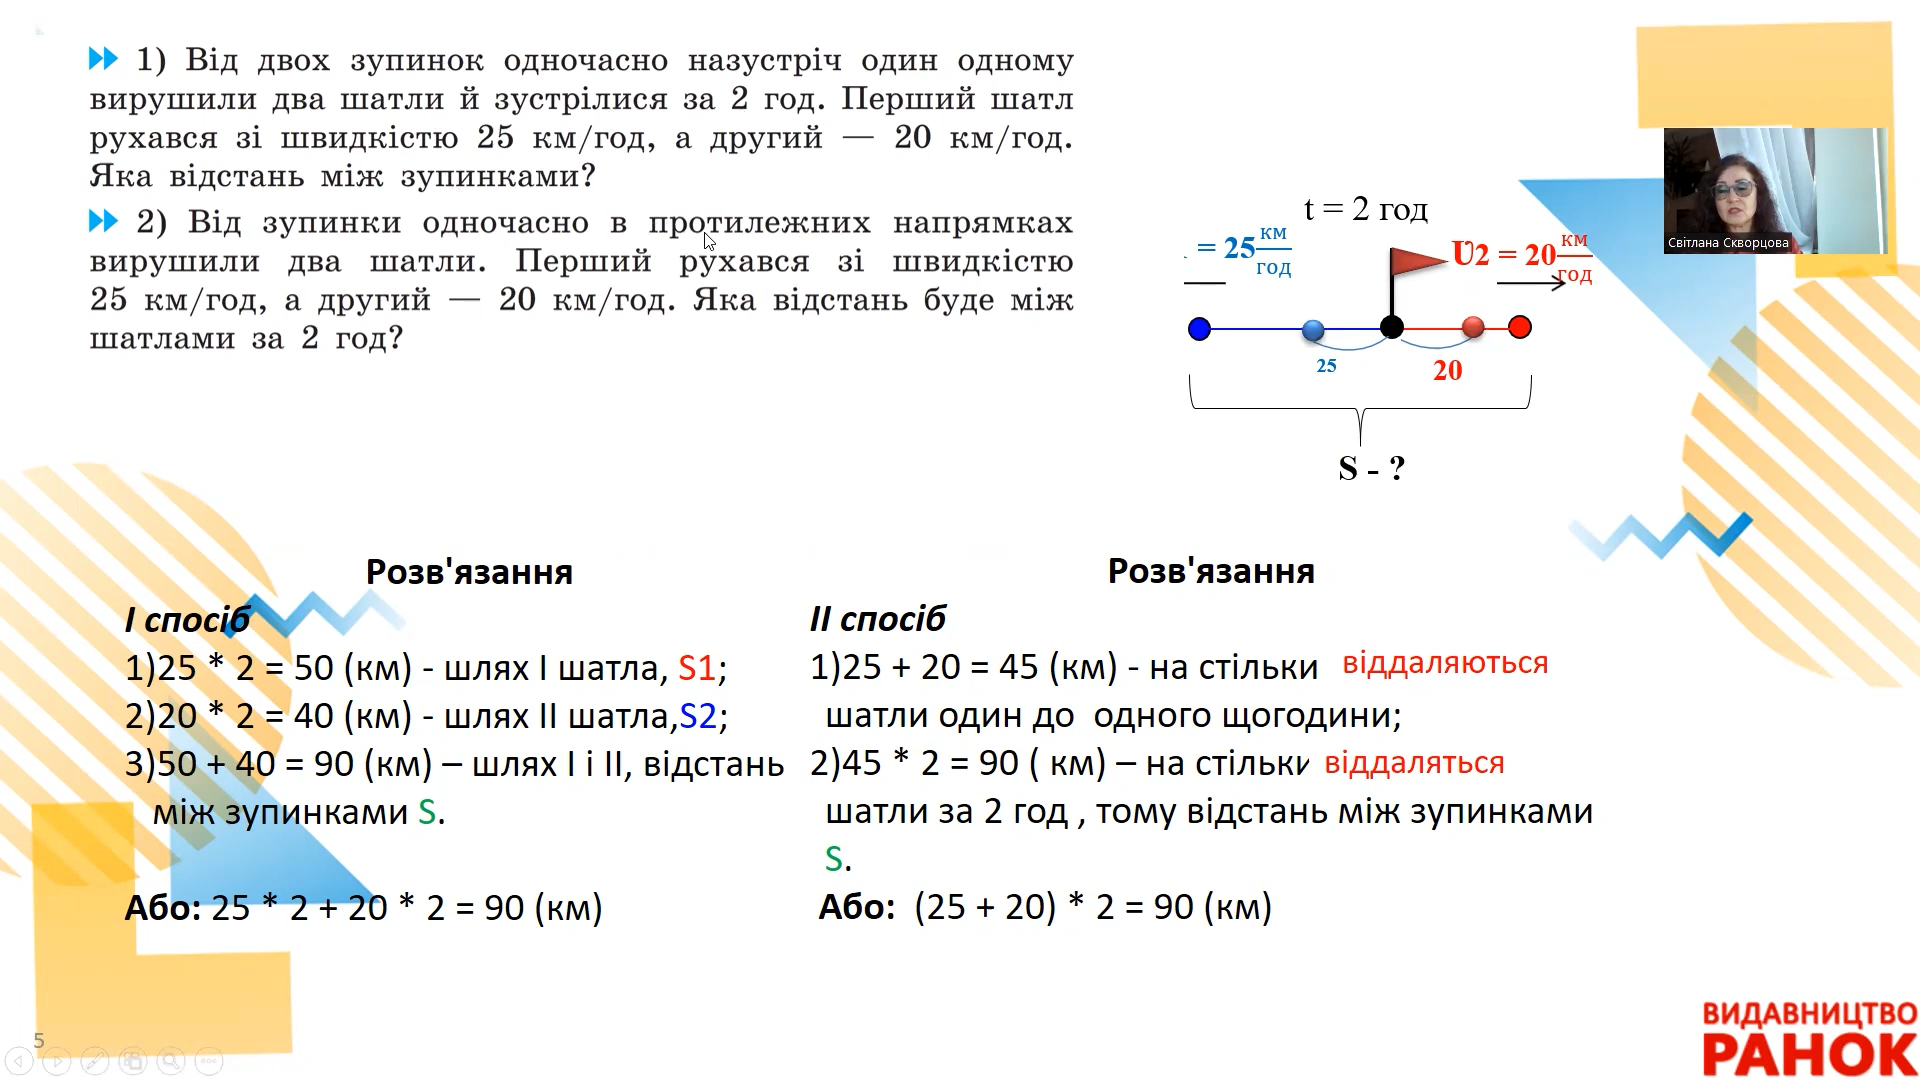 1) Від двох зупинок одночасно назустріч один одному
вирушили два шатли й зустрілися за 2 год. Перший шатл
рухався зі швидкістю 25 км/год, а другий — 20 км/год.
Яка відстань між зупинками?
2) Від зупинки одночасно в протилежних напрямках
вирушили два шатли. Перший рухався зі швидкістю
25 км/год, а другий — 20 км/год. Яка відстань буде між
шатлами за 2 год?
t = 2 год
= 25 км/год
Ʋ2 = 20 км/год
25
20
S - ?
Світлана Скворцова
Розв'язання
І спосіб
1)25 * 2 = 50 (км) - шлях І шатла, S1;
2)20 * 2 = 40 (км) - шлях ІІ шатла,S2;
3)50 + 40 = 90 (км) – шлях І і ІІ, відстань
між зупинками S.
Або: 25 * 2 + 20 * 2 = 90 (км)
Розв'язання
ІІ спосіб
1)25 + 20 = 45 (км) - на стільки віддаляються
шатли один до одного щогодини;
2)45 * 2 = 90 ( км) – на стільки віддаляться
шатли за 2 год , тому відстань між зупинками
S.
Або: (25 + 20) * 2 = 90 (км)
5
ВИДАВНИЦТВО
РАНОК